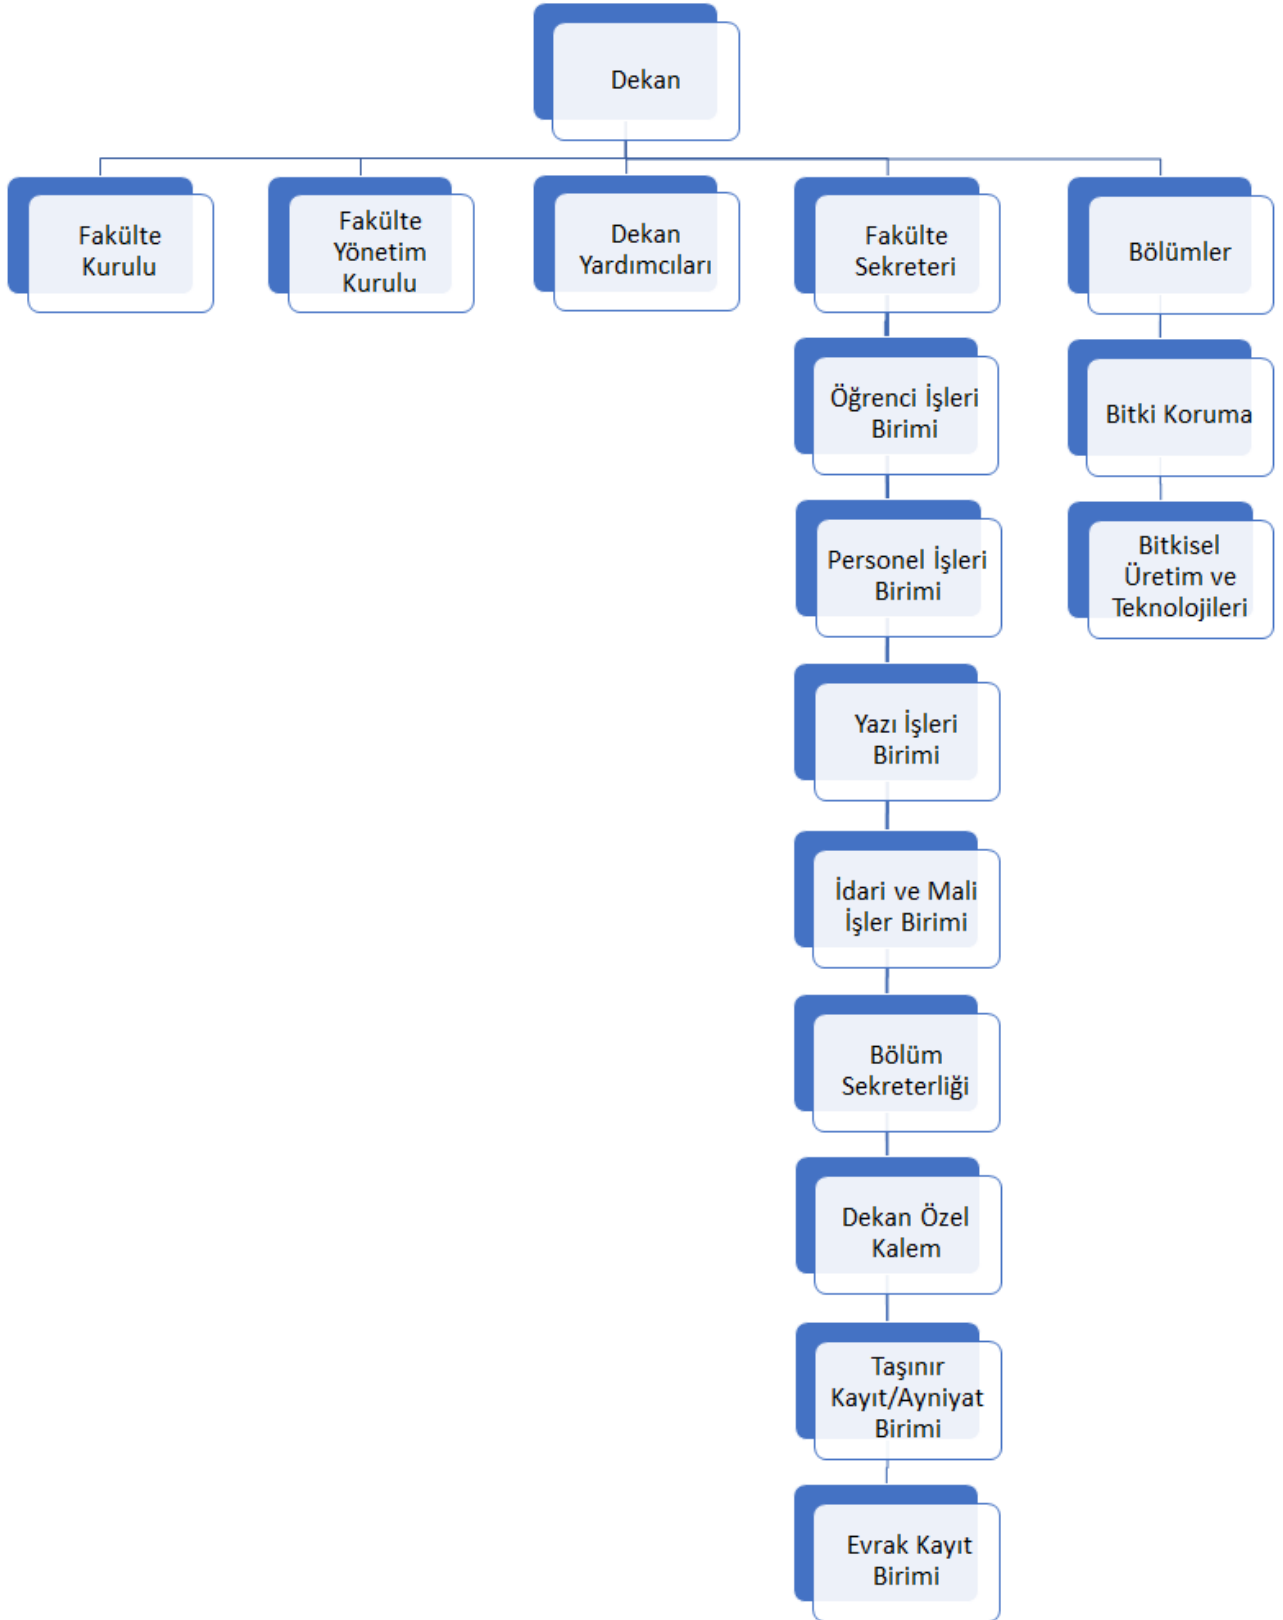 Dekan
Fakülte
Kurulu
Fakülte
Yönetim
Kurulu
Dekan
Yardımcıları
Fakülte
Sekreteri
Bölümler
Öğrenci İşleri
Birimi
Personel İşleri
Birimi
Yazı İşleri
Birimi
İdari ve Mali
İşler Birimi
Bölüm
Sekreterliği
Dekan Özel
Kalem
Taşınır
Kayıt/Ayniyat
Birimi
Evrak Kayıt
Birimi
Bitki Koruma
Bitkisel
Üretim ve
Teknolojileri